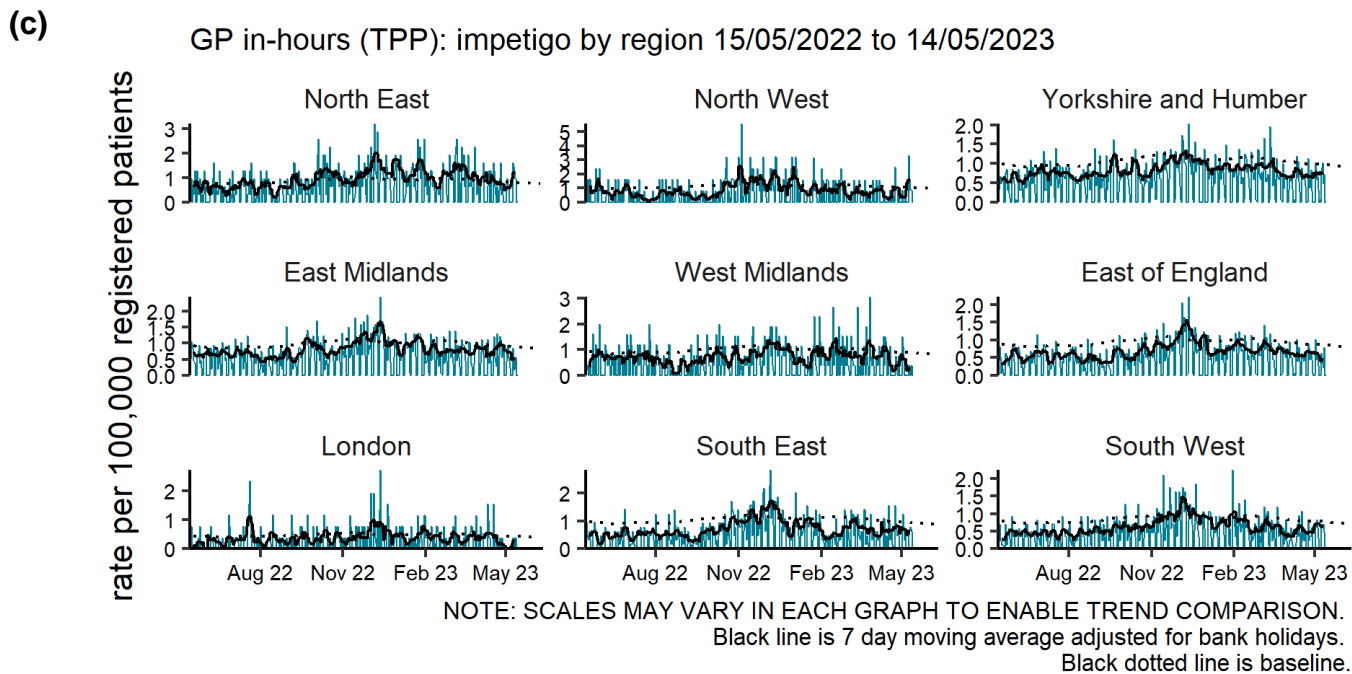 (c)
GP in-hours (TPP): impetigo by region 15/05/2022 to 14/05/2023
rate per 100,000 registered patients
North East
3
2
1
0
North West
5
4
3
2
1
0
Yorkshire and Humber
2.0
1.5
1.0
0.5
0.0
East Midlands
2.0
1.5
1.0
0.5
0.0
West Midlands
3
2
1
0
East of England
2.0
1.5
1.0
0.5
0.0
London
2
1
0
Aug 22 Nov 22 Feb 23 May 23
South East
2
1
0
Aug 22 Nov 22 Feb 23 May 23
South West
2.0
1.5
1.0
0.5
0.0
Aug 22 Nov 22 Feb 23 May 23
NOTE: SCALES MAY VARY IN EACH GRAPH TO ENABLE TREND COMPARISON.
Black line is 7 day moving average adjusted for bank holidays.
Black dotted line is baseline.